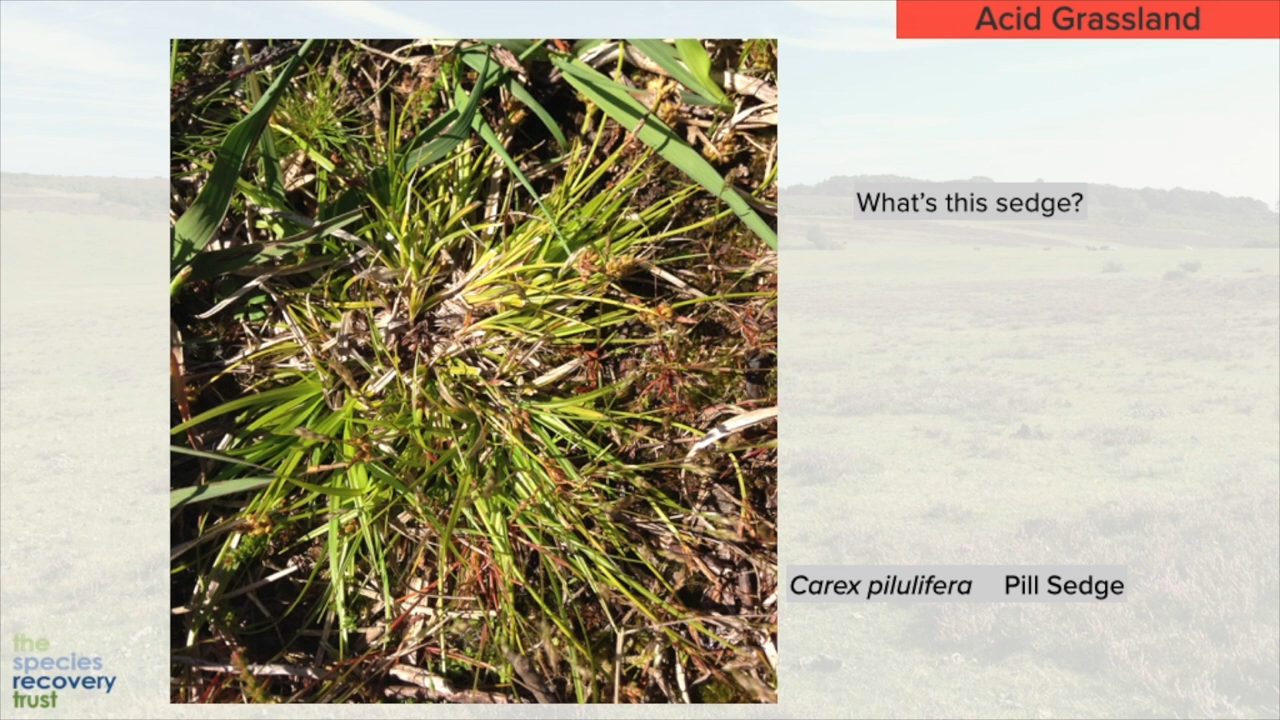 Acid Grassland
What's this sedge?
Carex pilulifera Pill Sedge
the
species
recovery
trust